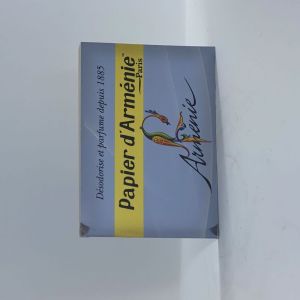 Désodorise et parfume depuis 1885
Papier d'Arménie
Paris
Arménie